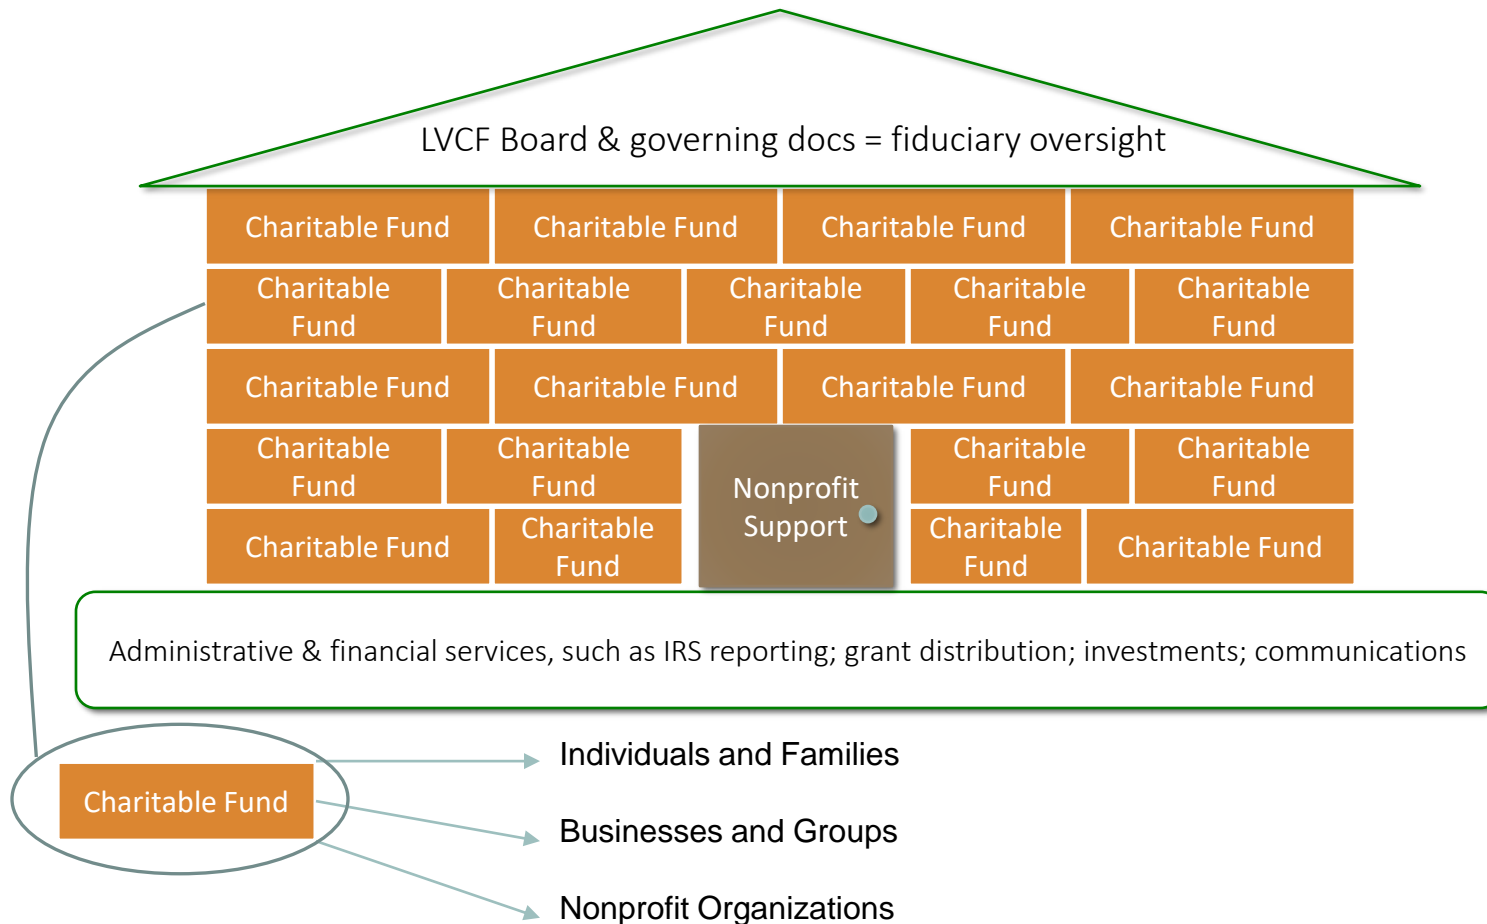 LVCF Board & governing docs = fiduciary oversight
Charitable Fund
Charitable Fund
Charitable Fund
Charitable Fund
Charitable
Fund
Charitable
Fund
Charitable
Fund
Charitable
Fund
Charitable
Fund
Charitable Fund
Charitable Fund
Charitable Fund
Charitable Fund
Charitable
Fund
Charitable
Fund
Nonprofit
Support
Charitable
Fund
Charitable
Fund
Charitable Fund
Charitable
Fund
Charitable
Fund
Charitable Fund
Administrative & financial services, such as IRS reporting; grant distribution; investments; communications
Charitable Fund
Individuals and Families
Businesses and Groups
Nonprofit Organizations